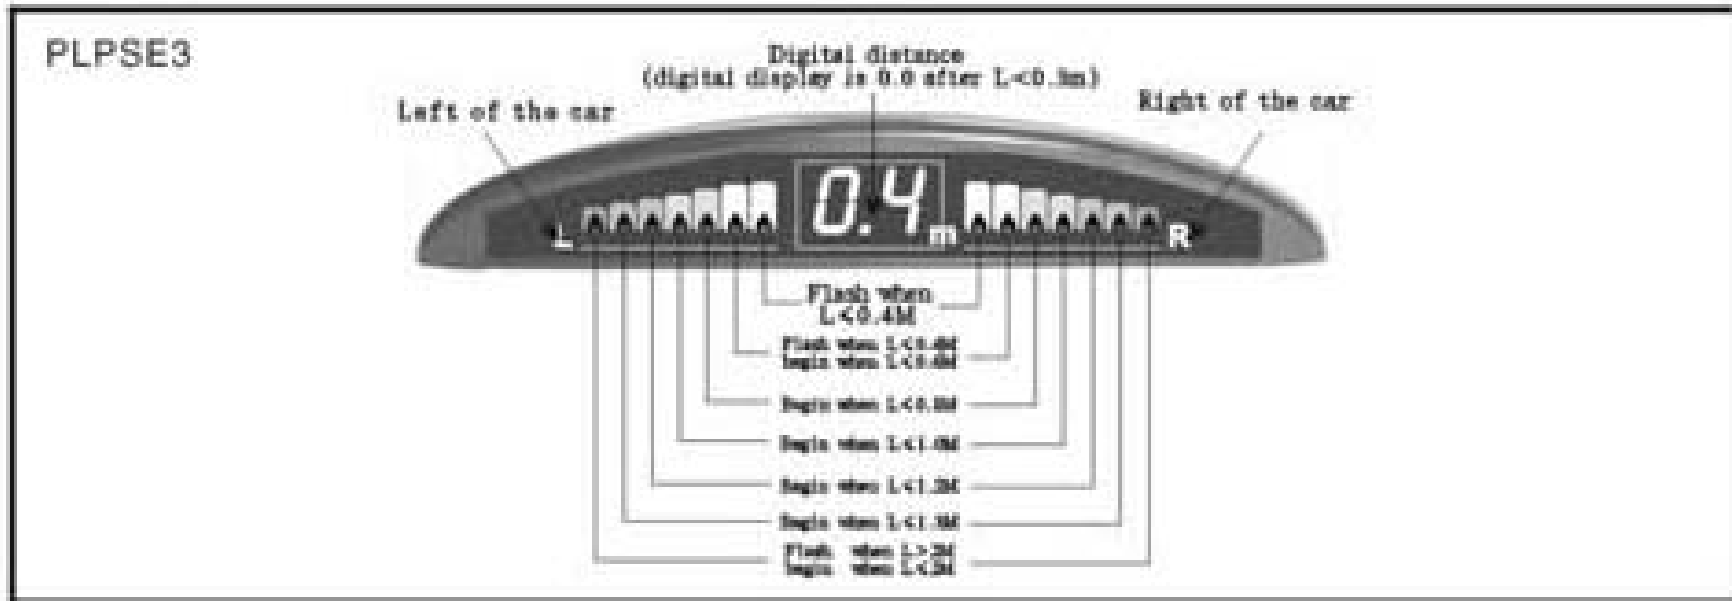 PLPSE3
Digital distance
(digital display is 0.0 after L<0.3m)
Left of the car
Right of the car
0.4
m
L
R
Flash when
L<0.4M
Flash when L<0.4M
begin when L<0.6M
Begin when L<0.8M
Begin when L<1.0M
Begin when L<1.2M
Begin when L<1.5M
Flash when L>2M
begin when L<2M